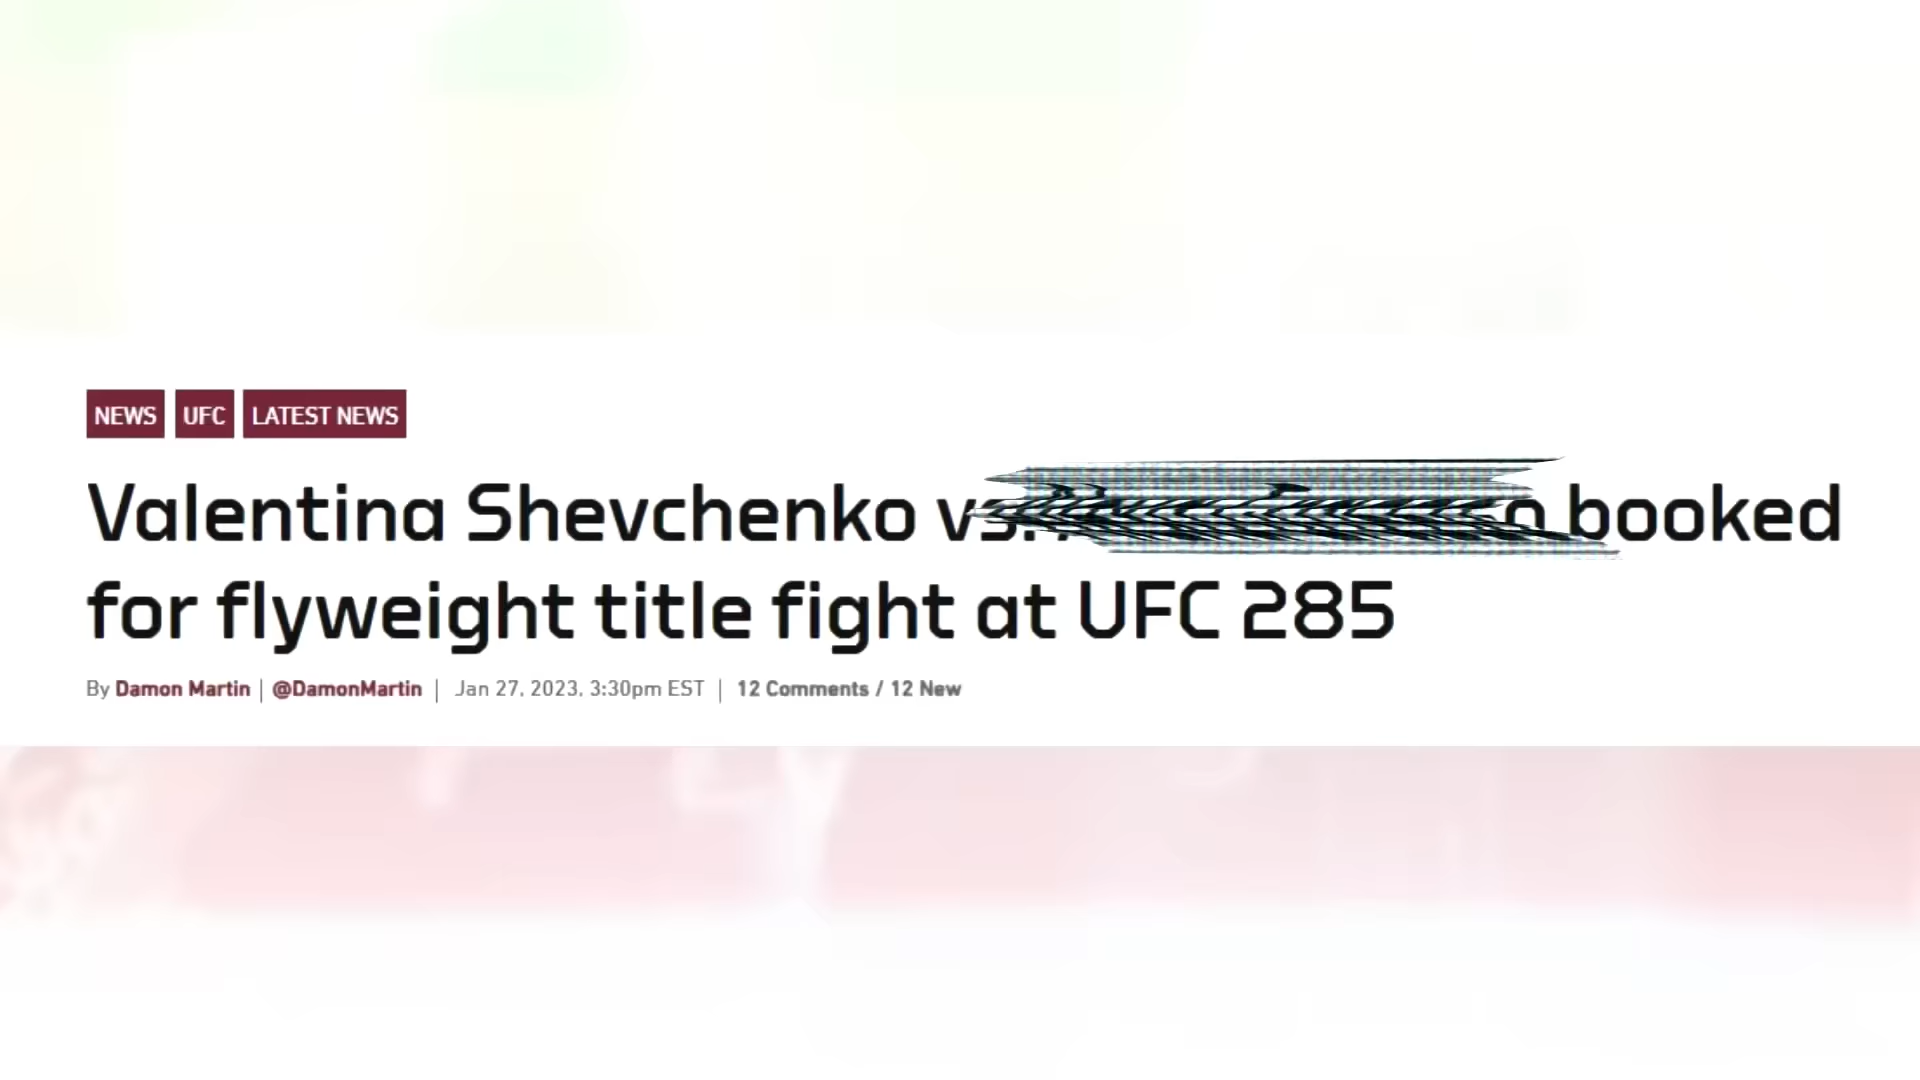 NEWS UFC LATEST NEWS
Valentina Shevchenko vs. booked
for flyweight title fight at UFC 285
By Damon Martin | @DamonMartin | Jan 27, 2023, 3:30pm EST | 12 Comments / 12 New